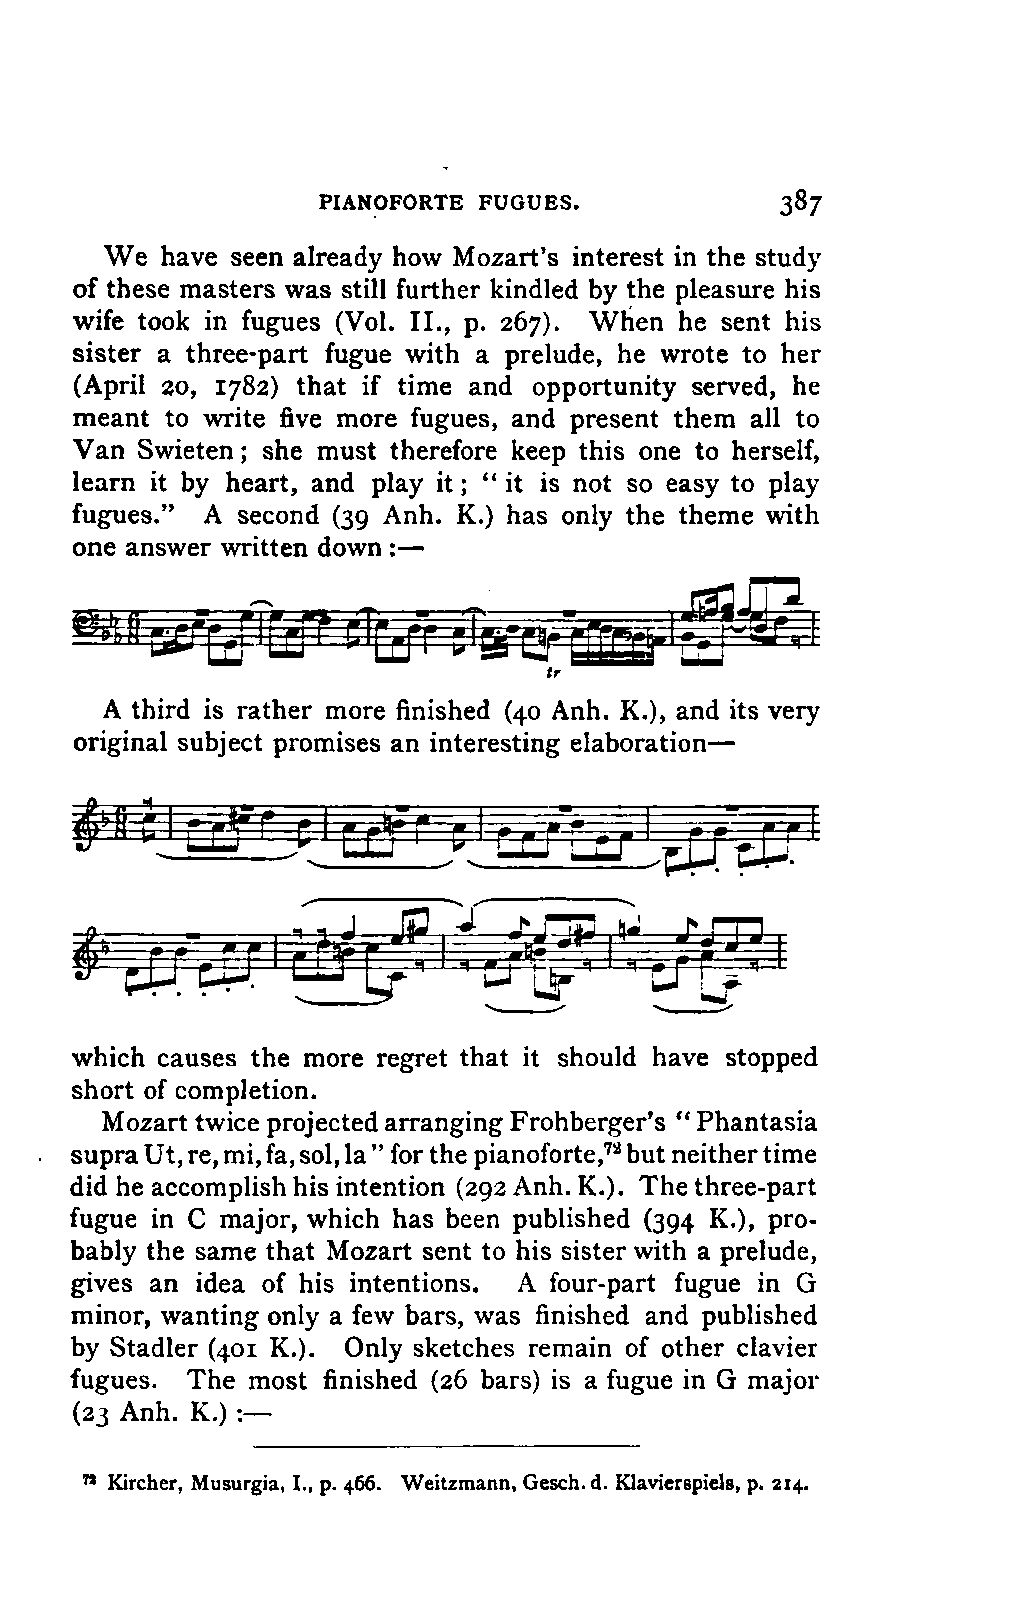 PIANOFORTE FUGUES. 387
We have seen already how Mozart's interest in the study
of these masters was still further kindled by the pleasure his
wife took in fugues (Vol. II., p. 267). When he sent his
sister a three-part fugue with a prelude, he wrote to her
(April 20, 1782) that if time and opportunity served, he
meant to write five more fugues, and present them all to
Van Swieten; she must therefore keep this one to herself,
learn it by heart, and play it; "it is not so easy to play
fugues." A second (39 Anh. K.) has only the theme with
one answer written down:—
tr
A third is rather more finished (40 Anh. K.), and its very
original subject promises an interesting elaboration—
which causes the more regret that it should have stopped
short of completion.
Mozart twice projected arranging Frohberger's "Phantasia
supra Ut, re, mi, fa, sol, la" for the pianoforte,72 but neither time
did he accomplish his intention (292 Anh. K.). The three-part
fugue in C major, which has been published (394 K.), pro-
bably the same that Mozart sent to his sister with a prelude,
gives an idea of his intentions. A four-part fugue in G
minor, wanting only a few bars, was finished and published
by Stadler (401 K.). Only sketches remain of other clavier
fugues. The most finished (26 bars) is a fugue in G major
(23 Anh. K.):—
72 Kircher, Musurgia, I., p. 466. Weitzmann, Gesch. d. Klavierspiels, p. 214.